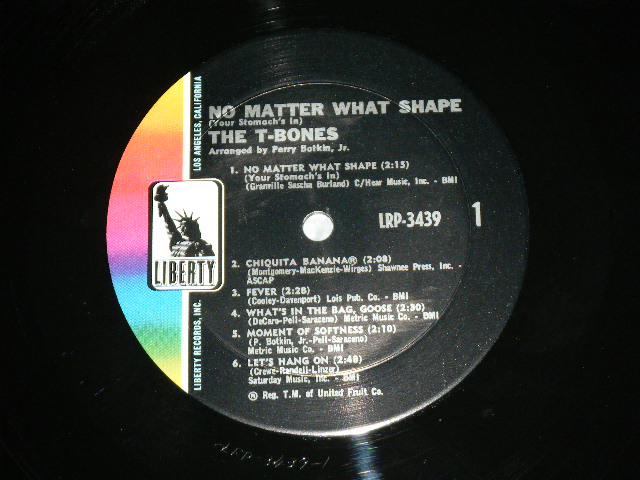 NO MATTER WHAT SHAPE
(Your Stomach's In)
THE T-BONES
Arranged by Perry Botkin, Jr.
1. NO MATTER WHAT SHAPE (2:15)
(Your Stomach's In)
(Granville Sascha Burland) C/Hear Music, Inc. - BMI
LRP-3439
1
2. CHIQUITA BANANA® (2:08)
(Montgomery-MacKenzie-Wirges) Shawnee Press, Inc. -
ASCAP
3. FEVER (2:28)
(Cooley-Davenport) Lois Pub. Co. - BMI
4. WHAT'S IN THE BAG, GOOSE (2:30)
(DeCaro-Pell-Saraceno) Metric Music Co. - BMI
5. MOMENT OF SOFTNESS (2:10)
(P. Botkin, Jr.-Pell-Saraceno)
Metric Music Co. - BMI
6. LET'S HANG ON (2:48)
(Crewe-Randell-Linzer)
Saturday Music, Inc. - BMI
® Reg. T.M. of United Fruit Co.
LIBERTY
LIBERTY RECORDS, INC.
LOS ANGELES, CALIFORNIA